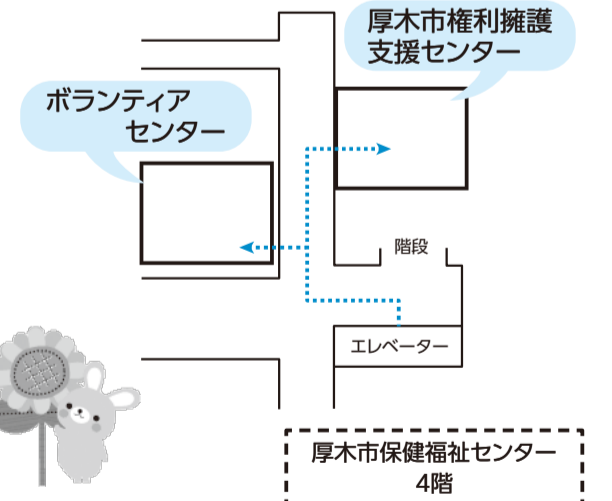 厚木市権利擁護
支援センター
ボランティア
センター
階段
エレベーター
厚木市保健福祉センター
4階